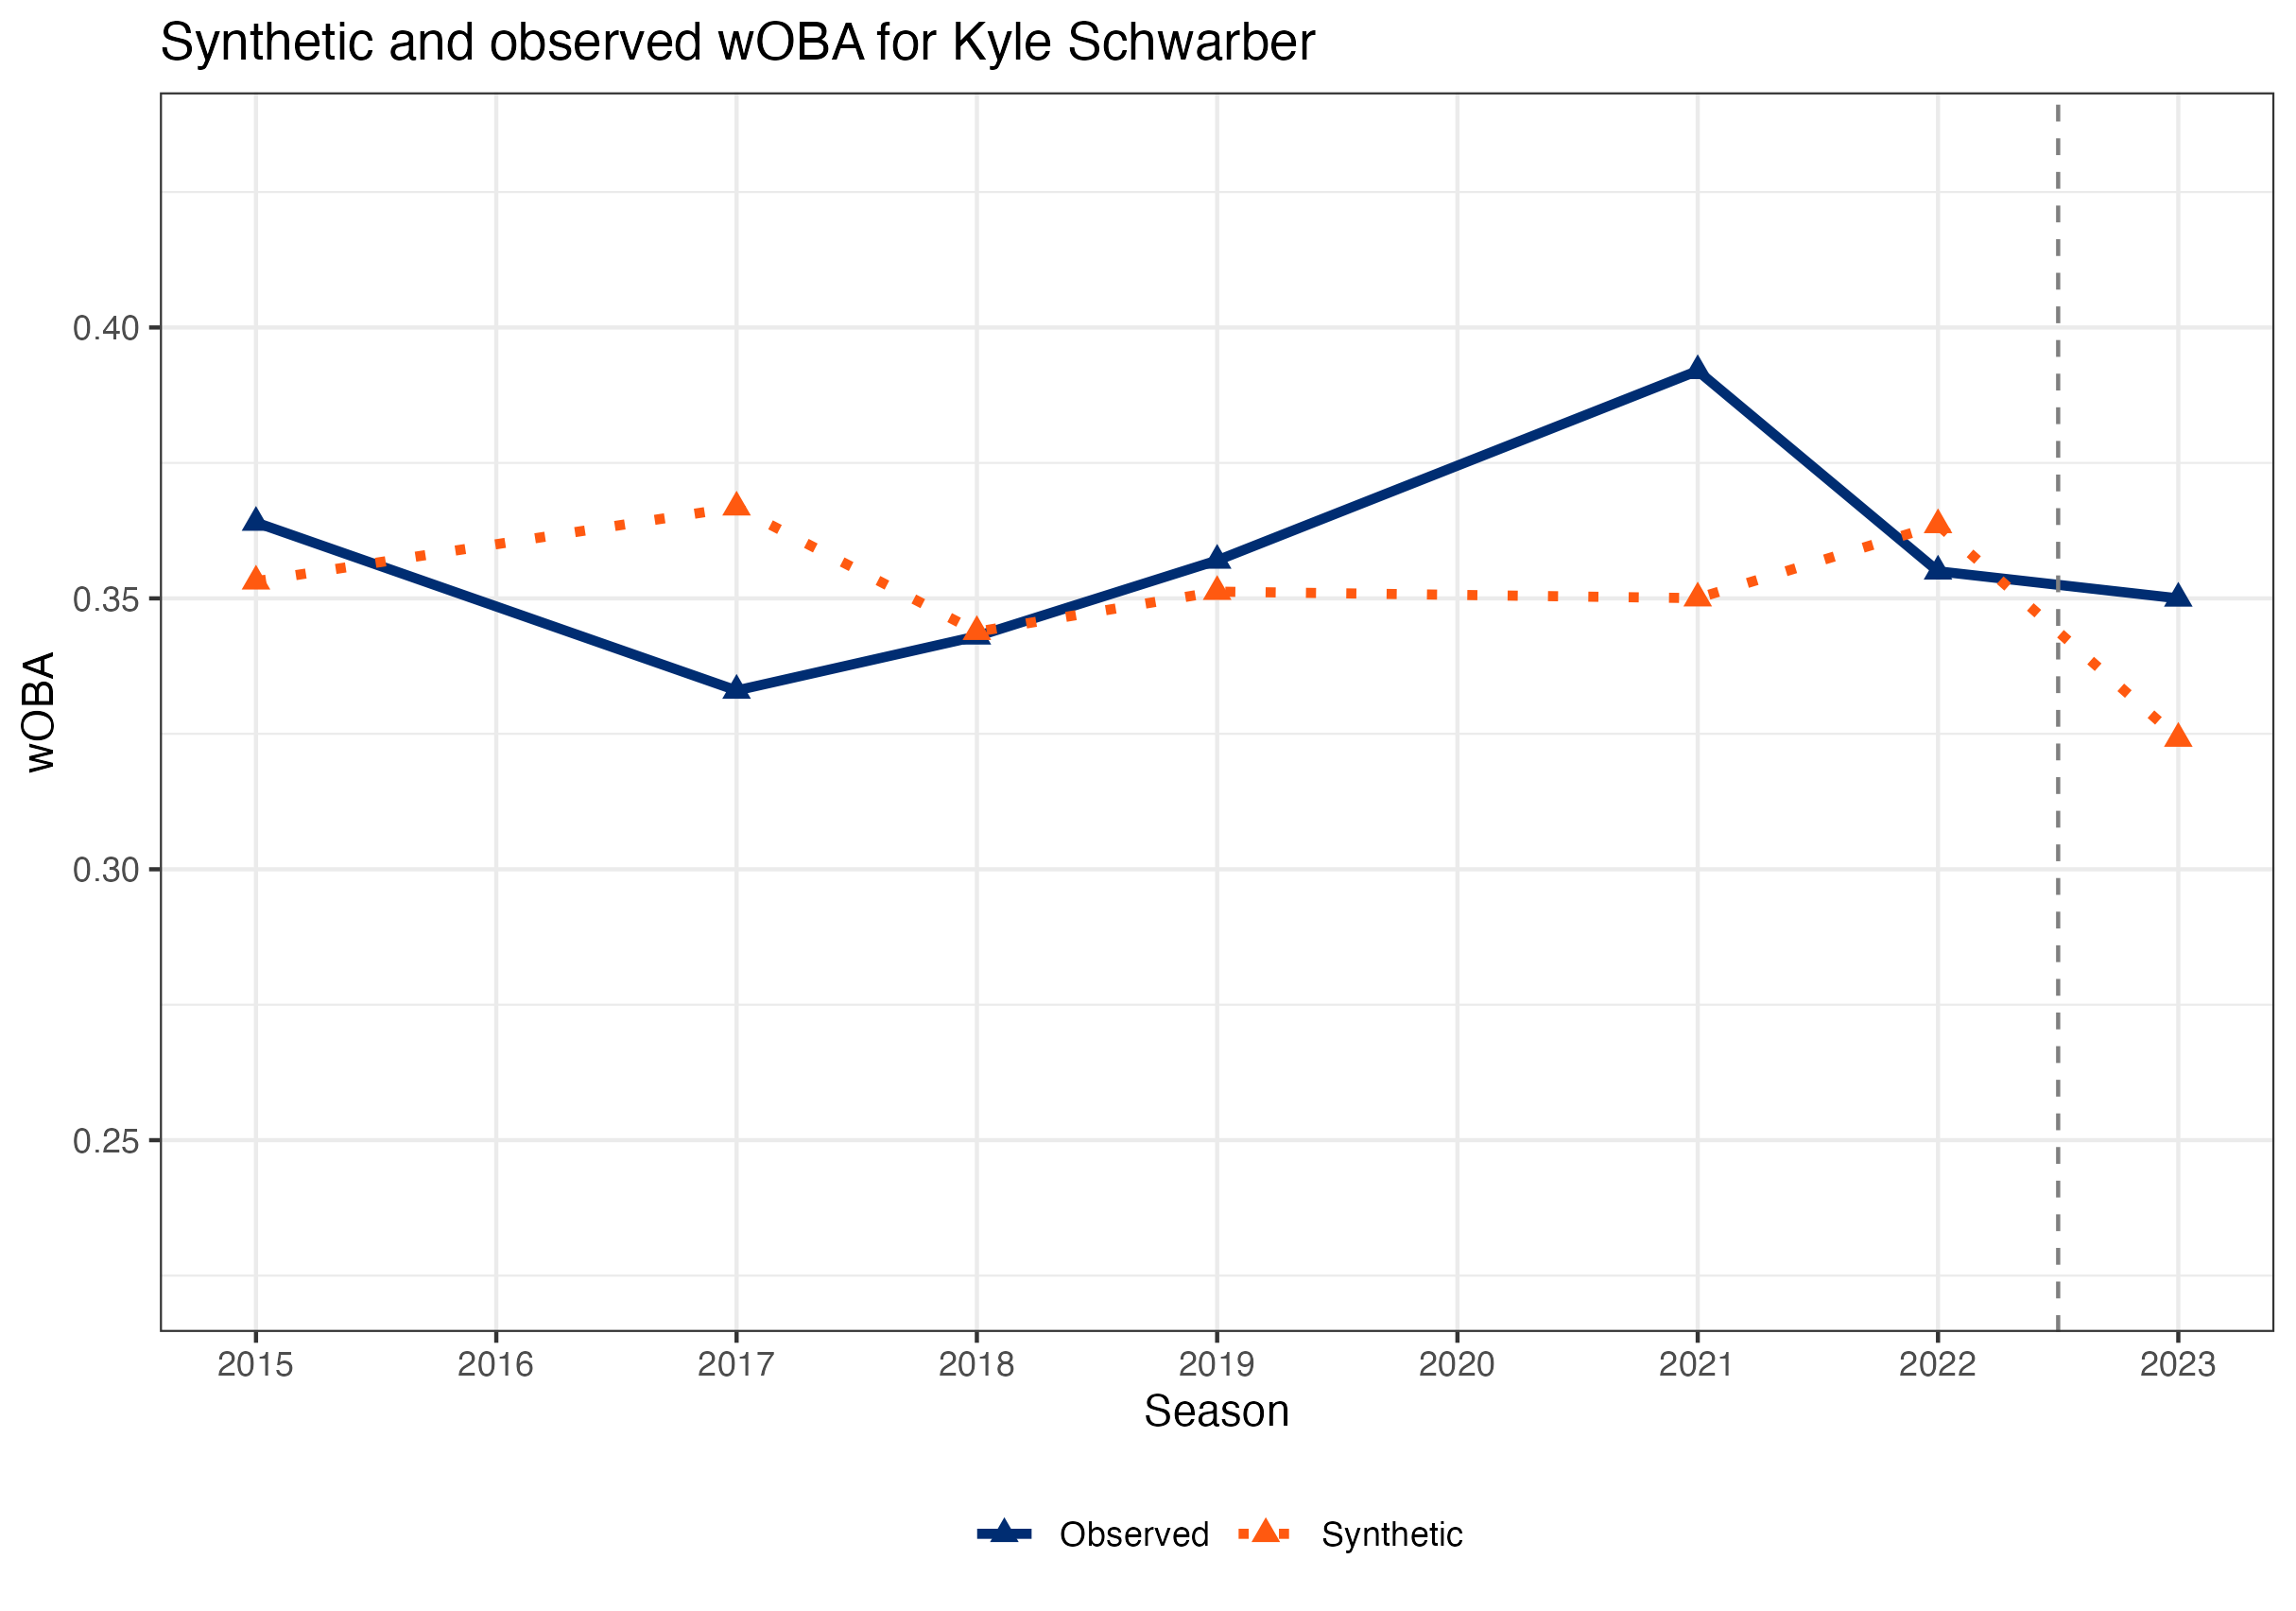 Synthetic and observed wOBA for Kyle Schwarber
wOBA
0.40
0.35
0.30
0.25
2015 2016 2017 2018 2019 2020 2021 2022 2023
Season
Observed Synthetic